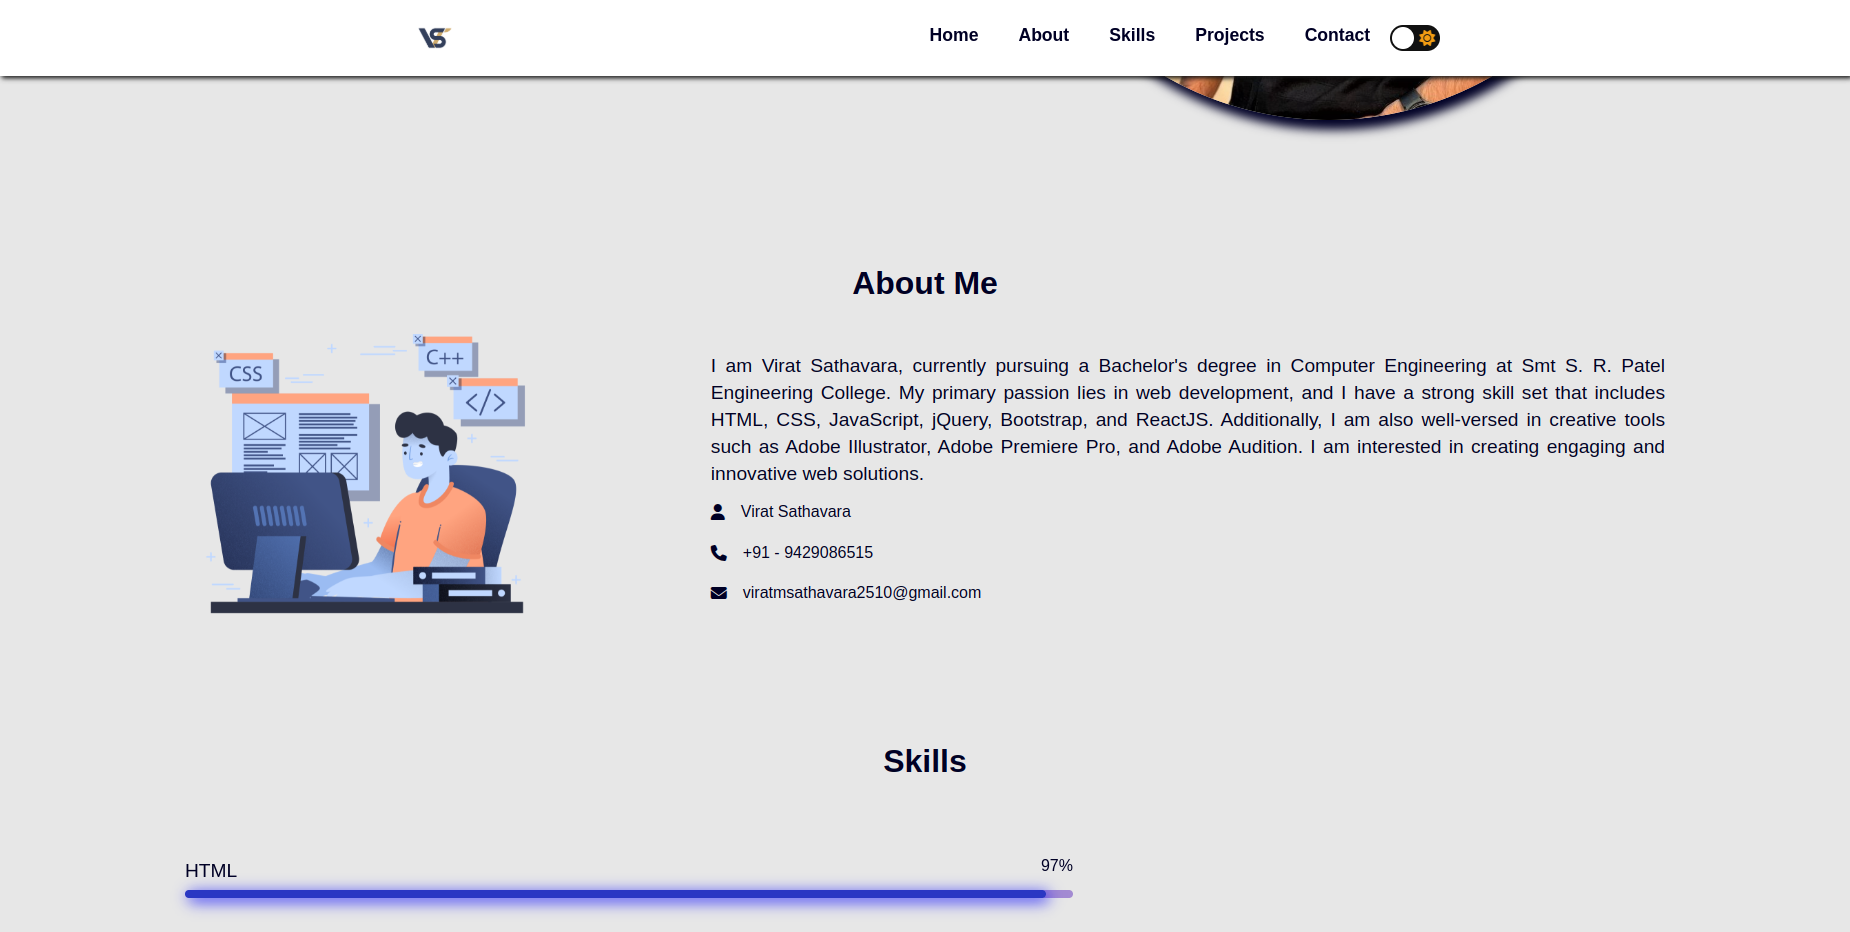 VS
Home About Skills Projects Contact
About Me
CSS
C++
</>
I am Virat Sathavara, currently pursuing a Bachelor's degree in Computer Engineering at Smt S. R. Patel
Engineering College. My primary passion lies in web development, and I have a strong skill set that includes
HTML, CSS, JavaScript, jQuery, Bootstrap, and ReactJS. Additionally, I am also well-versed in creative tools
such as Adobe Illustrator, Adobe Premiere Pro, and Adobe Audition. I am interested in creating engaging and
innovative web solutions.
Virat Sathavara
+91 - 9429086515
viratmsathavara2510@gmail.com
Skills
HTML 97%